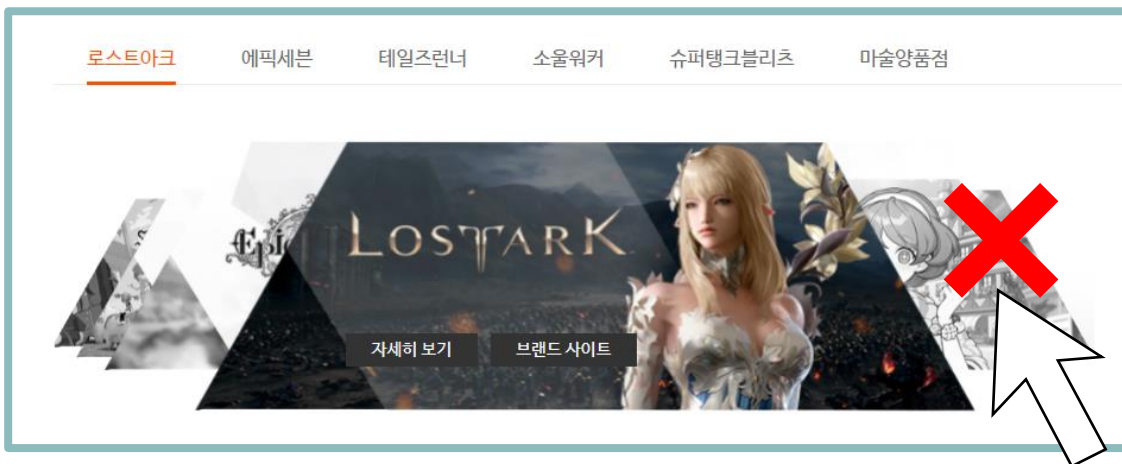 로스트아크
에픽세븐
테일즈런너
소울워커
슈퍼탱크블리츠
마술양품점
Epic
LOSTARK
자세히 보기
브랜드 사이트